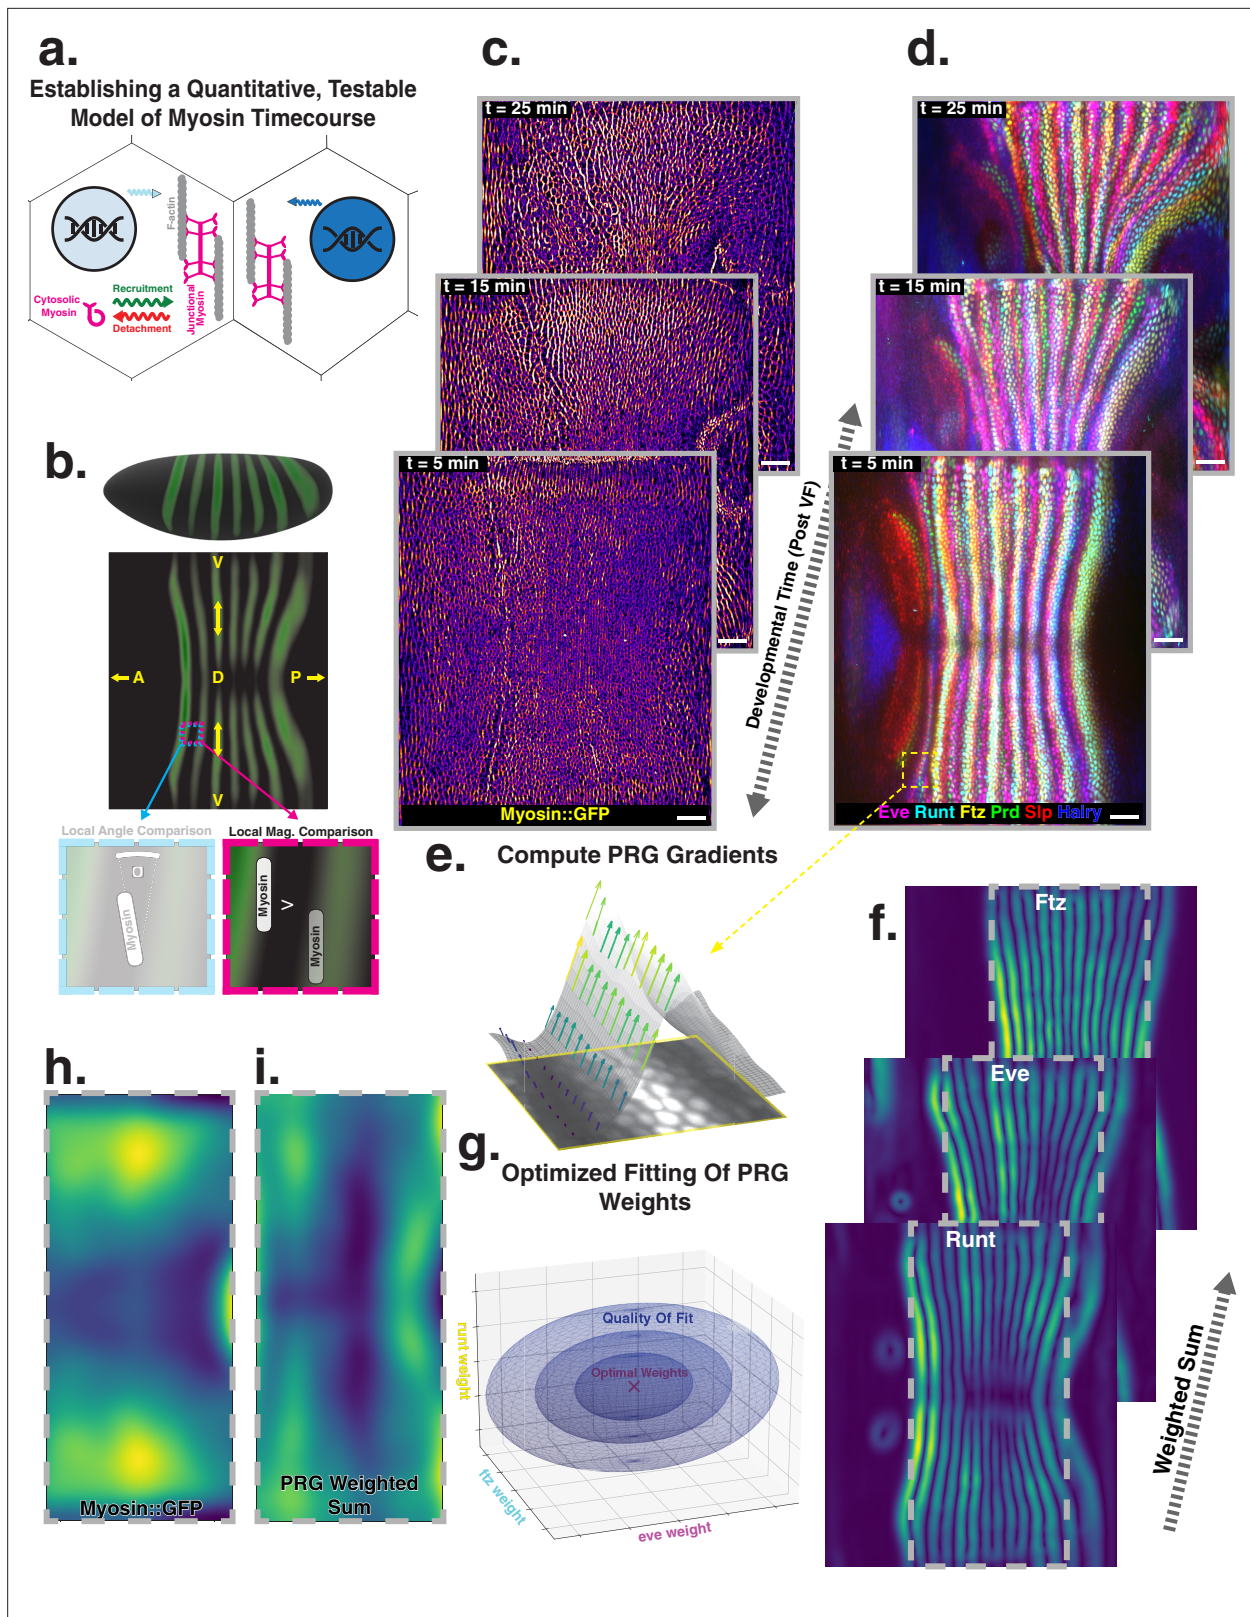 a.
Establishing a Quantitative, Testable
Model of Myosin Timecourse
F-actin
Cytosolic
Myosin
Recruitment
Detachment
Junctional
Myosin
b.
V
A
D
P
V
Local Angle Comparison
Myosin
Local Mag. Comparison
Myosin
>
Myosin
c.
t = 25 min
t = 15 min
t = 5 min
Myosin::GFP
Developmental Time (Post VF)
d.
t = 25 min
t = 15 min
t = 5 min
Eve Runt Ftz Prd Slp Halry
e.
Compute PRG Gradients
f.
Ftz
Eve
Runt
Weighted Sum
g.
Optimized Fitting Of PRG
Weights
Quality Of Fit
Optimal Weights
runt weight
ftz weight
eve weight
h.
Myosin::GFP
i.
PRG Weighted
Sum